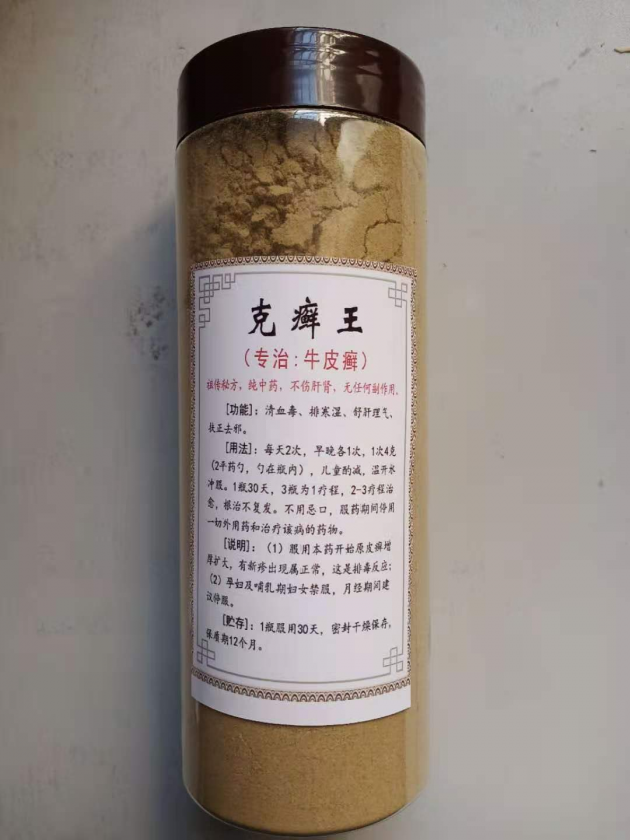 克癣王
（专治：牛皮癣）
祖传秘方，纯中药，不伤肝肾，无任何副作用。
[功能]：清血毒、排寒湿、舒肝理气、
扶正去邪。
[用法]：每天2次，早晚各1次，1次4克
（2平药勺，勺在瓶内），儿童酌减，温开水
冲服。1瓶30天，3瓶为1疗程，2-3疗程治
愈，根治不复发。不用忌口，服药期间停用
一切外用药和治疗该病的药物。
[说明]：（1）服用本药开始原皮癣增
厚扩大，有新疹出现属正常，这是排毒反应；
（2）孕妇及哺乳期妇女禁服，月经期间建
议停服。
[贮存]：1瓶服用30天，密封干燥保存，
保质期12个月。